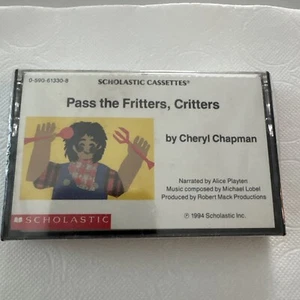 0-590-61330-8
SCHOLASTIC CASSETTES®
Pass the Fritters, Critters
by Cheryl Chapman
Narrated by Alice Playten
Music composed by Michael Lobel
Produced by Robert Mack Productions
℗ 1994 Scholastic Inc.
SCHOLASTIC